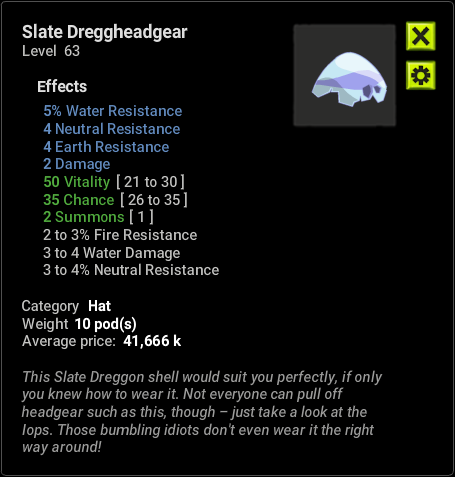 Slate Dreggheadgear
Level 63
Effects
5% Water Resistance
4 Neutral Resistance
4 Earth Resistance
2 Damage
50 Vitality [ 21 to 30 ]
35 Chance [ 26 to 35 ]
2 Summons [ 1 ]
2 to 3% Fire Resistance
3 to 4 Water Damage
3 to 4% Neutral Resistance
Category Hat
Weight 10 pod(s)
Average price: 41,666 k
This Slate Dreggon shell would suit you perfectly, if only
you knew how to wear it. Not everyone can pull off
headgear such as this, though – just take a look at the
Iops. Those bumbling idiots don't even wear it the right
way around!